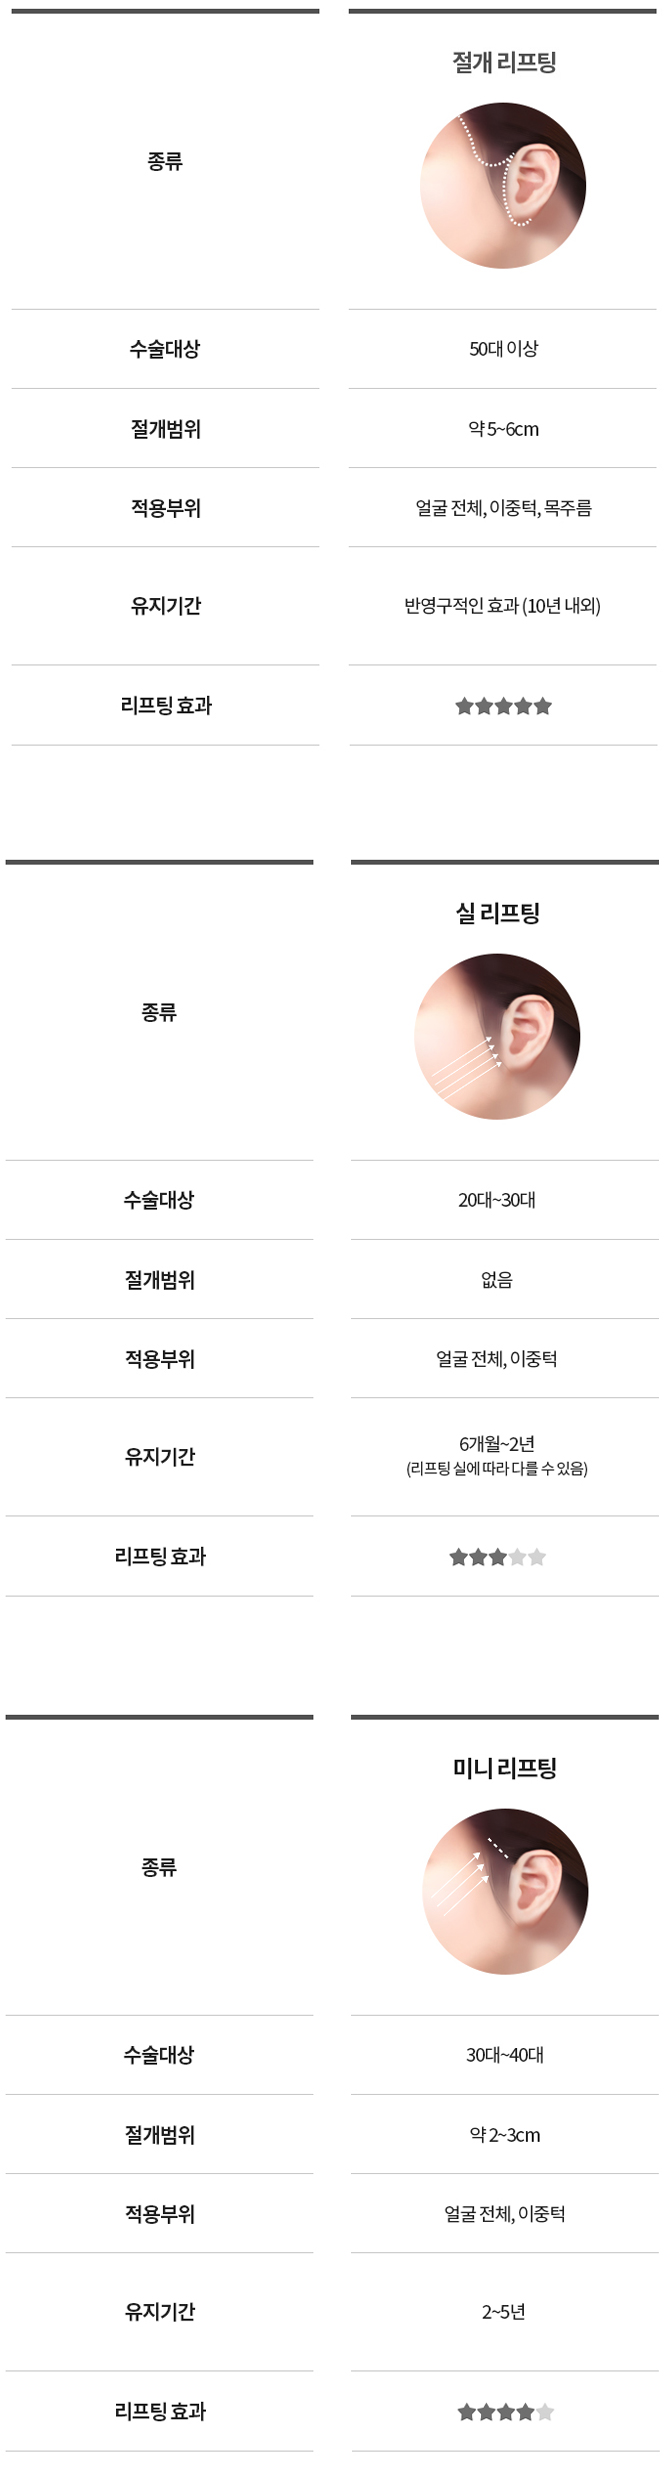 종류
절개 리프팅
수술대상
50대 이상
절개범위
약 5~6cm
적용부위
얼굴 전체, 이중턱, 목주름
유지기간
반영구적인 효과 (10년 내외)
리프팅 효과
★★★★★
종류
실 리프팅
수술대상
20대~30대
절개범위
없음
적용부위
얼굴 전체, 이중턱
유지기간
6개월~2년
(리프팅 실에 따라 다를 수 있음)
리프팅 효과
★★★★★
종류
미니 리프팅
수술대상
30대~40대
절개범위
약 2~3cm
적용부위
얼굴 전체, 이중턱
유지기간
2~5년
리프팅 효과
★★★★★